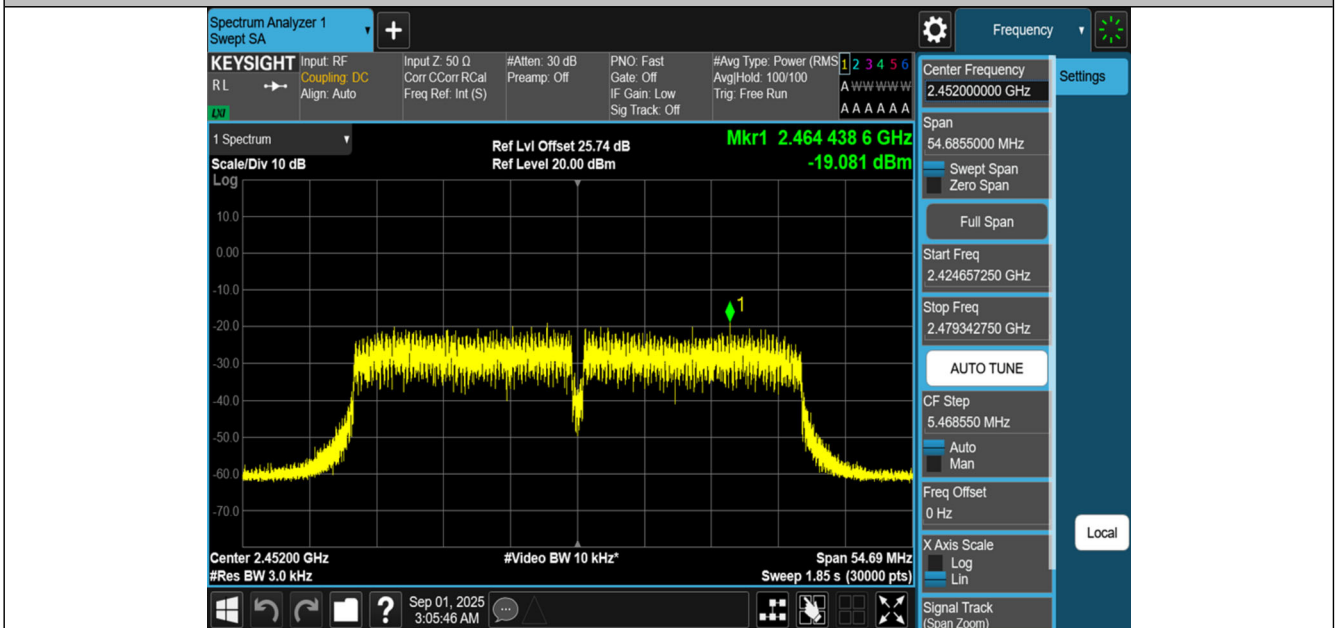 Spectrum Analyzer 1
Swept SA
+
Frequency
KEYSIGHT
RL
LXI
Input: RF
Coupling: DC
Align: Auto
Input Z: 50 Ω
Corr CCorr RCal
Freq Ref: Int (S)
#Atten: 30 dB
Preamp: Off
PNO: Fast
Gate: Off
IF Gain: Low
Sig Track: Off
#Avg Type: Power (RMS
Avg|Hold: 100/100
Trig: Free Run
1 2 3 4 5 6
A W W W W W
A A A A A A
1 Spectrum
Scale/Div 10 dB
Ref Lvl Offset 25.74 dB
Ref Level 20.00 dBm
Mkr1 2.464 438 6 GHz
-19.081 dBm
Log
10.0
0.00
-10.0
-20.0
-30.0
-40.0
-50.0
-60.0
-70.0
1
Center 2.45200 GHz
#Res BW 3.0 kHz
#Video BW 10 kHz*
Span 54.69 MHz
Sweep 1.85 s (30000 pts)
Center Frequency
2.452000000 GHz
Settings
Span
54.6855000 MHz
Swept Span
Zero Span
Full Span
Start Freq
2.424657250 GHz
Stop Freq
2.479342750 GHz
AUTO TUNE
CF Step
5.468550 MHz
Auto
Man
Freq Offset
0 Hz
X Axis Scale
Log
Lin
Local
Signal Track
(Span Zoom)
?
Sep 01, 2025
3:05:46 AM